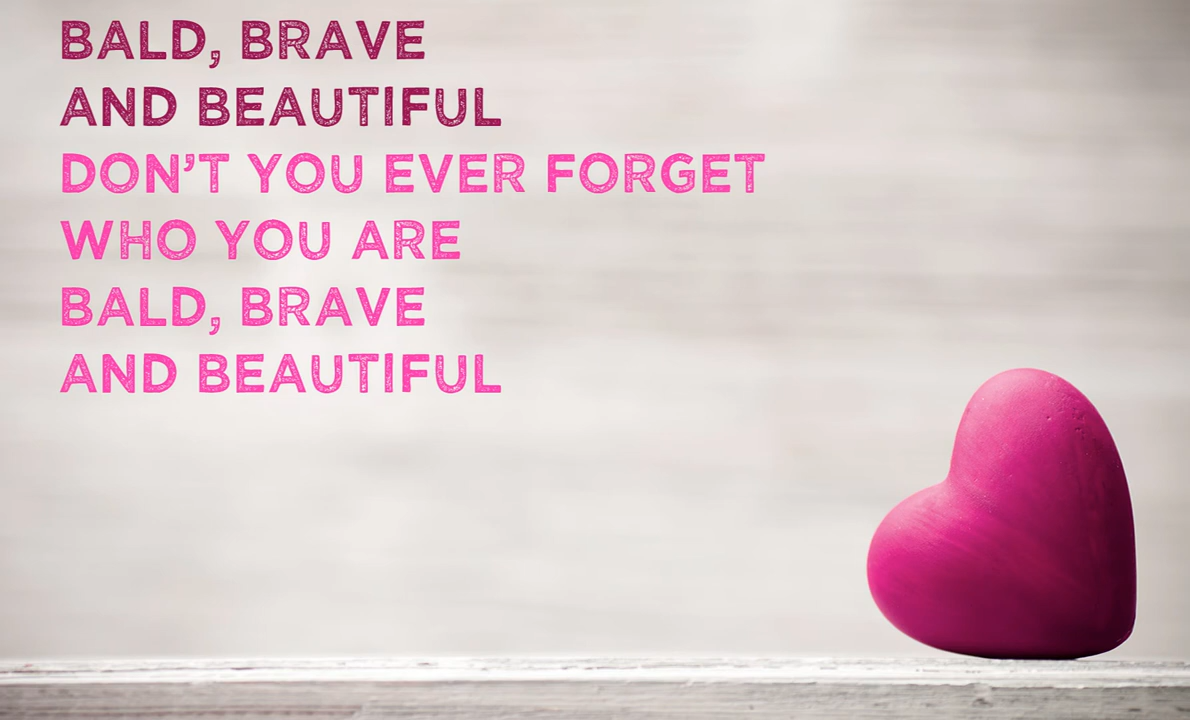 BALD, BRAVE
AND BEAUTIFUL
DON’T YOU EVER FORGET
WHO YOU ARE
BALD, BRAVE
AND BEAUTIFUL